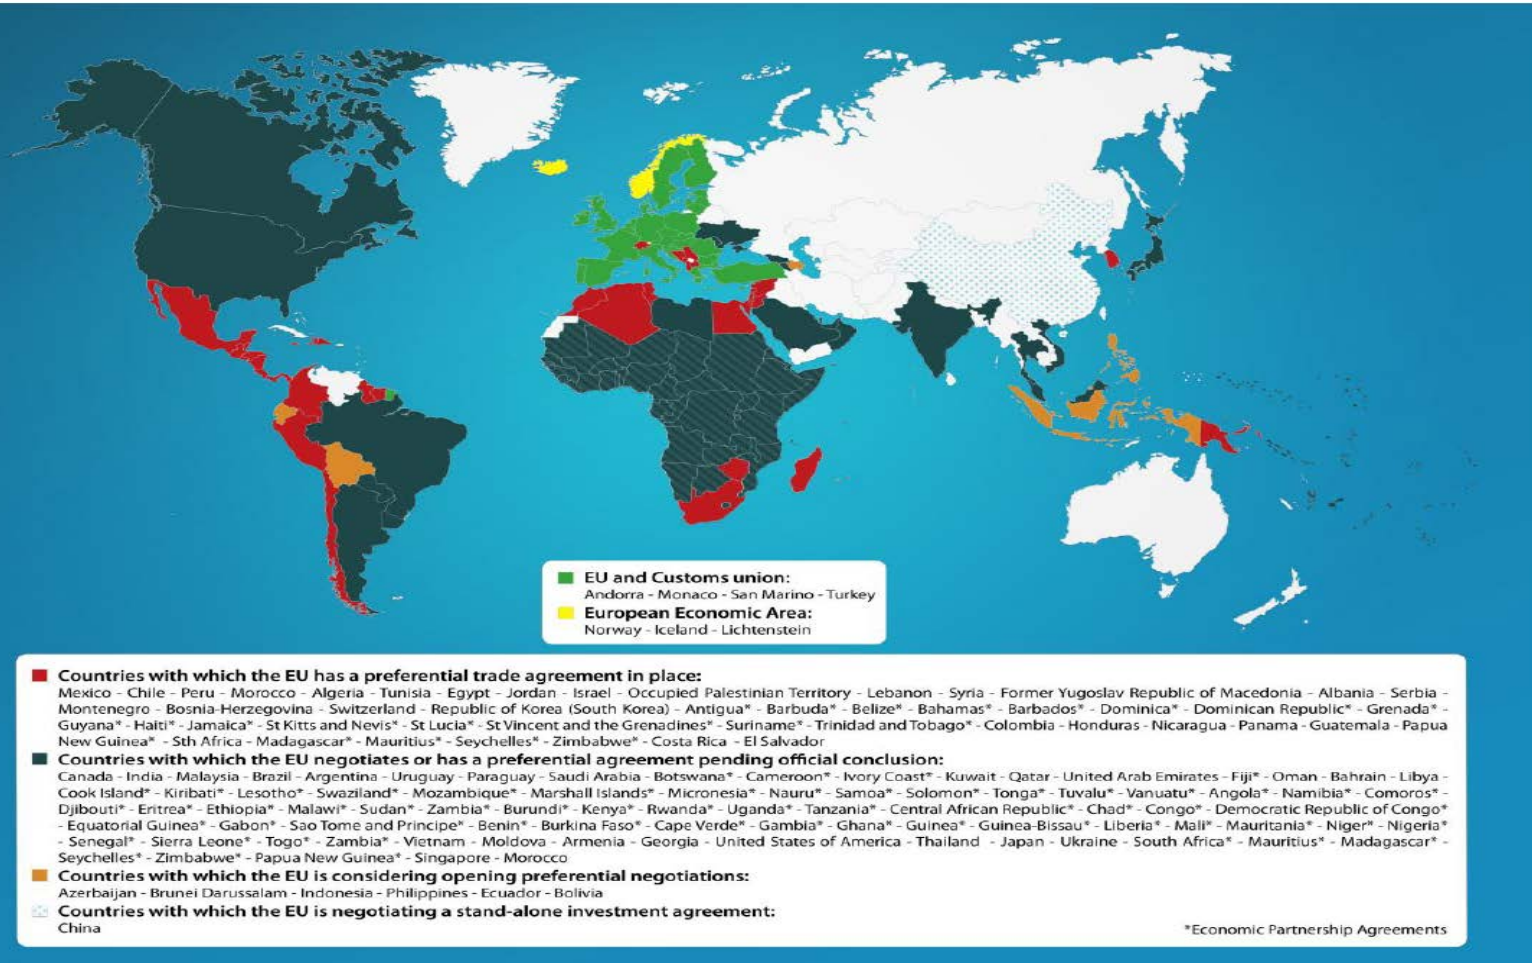 EU and Customs union:
Andorra - Monaco - San Marino - Turkey
European Economic Area:
Norway - Iceland - Lichtenstein
Countries with which the EU has a preferential trade agreement in place:
Mexico - Chile - Peru - Morocco - Algeria - Tunisia - Egypt - Jordan - Israel - Occupied Palestinian Territory - Lebanon - Syria - Former Yugoslav Republic of Macedonia - Albania - Serbia -
Montenegro - Bosnia-Herzegovina - Switzerland - Republic of Korea (South Korea) - Antigua* - Barbuda* - Belize* - Bahamas* - Barbados* - Dominica* - Dominican Republic* - Grenada* -
Guyana* - Haiti* - Jamaica* - St Kitts and Nevis* - St Lucia* - St Vincent and the Grenadines* - Suriname* - Trinidad and Tobago* - Colombia - Honduras - Nicaragua - Panama - Guatemala - Papua
New Guinea* - Sth Africa - Madagascar* - Mauritius* - Seychelles* - Zimbabwe* - Costa Rica - El Salvador
Countries with which the EU negotiates or has a preferential agreement pending official conclusion:
Canada - India - Malaysia - Brazil - Argentina - Uruguay - Paraguay - Saudi Arabia - Botswana* - Cameroon* - Ivory Coast* - Kuwait - Qatar - United Arab Emirates - Fiji* - Oman - Bahrain - Libya -
Cook Island* - Kiribati* - Lesotho* - Swaziland* - Mozambique* - Marshall Islands* - Micronesia* - Nauru* - Samoa* - Solomon* - Tonga* - Tuvalu* - Vanuatu* - Angola* - Namibia* - Comoros* -
Djibouti* - Eritrea* - Ethiopia* - Malawi* - Sudan* - Zambia* - Burundi* - Kenya* - Rwanda* - Uganda* - Tanzania* - Central African Republic* - Chad* - Congo* - Democratic Republic of Congo*
- Equatorial Guinea* - Gabon* - Sao Tome and Principe* - Benin* - Burkina Faso* - Cape Verde* - Gambia* - Ghana* - Guinea* - Guinea-Bissau* - Liberia* - Mali* - Mauritania* - Niger* - Nigeria*
- Senegal* - Sierra Leone* - Togo* - Zambia* - Vietnam - Moldova - Armenia - Georgia - United States of America - Thailand - Japan - Ukraine - South Africa* - Mauritius* - Madagascar* -
Seychelles* - Zimbabwe* - Papua New Guinea* - Singapore - Morocco
Countries with which the EU is considering opening preferential negotiations:
Azerbaijan - Brunei Darussalam - Indonesia - Philippines - Ecuador - Bolivia
Countries with which the EU is negotiating a stand-alone investment agreement:
China
*Economic Partnership Agreements